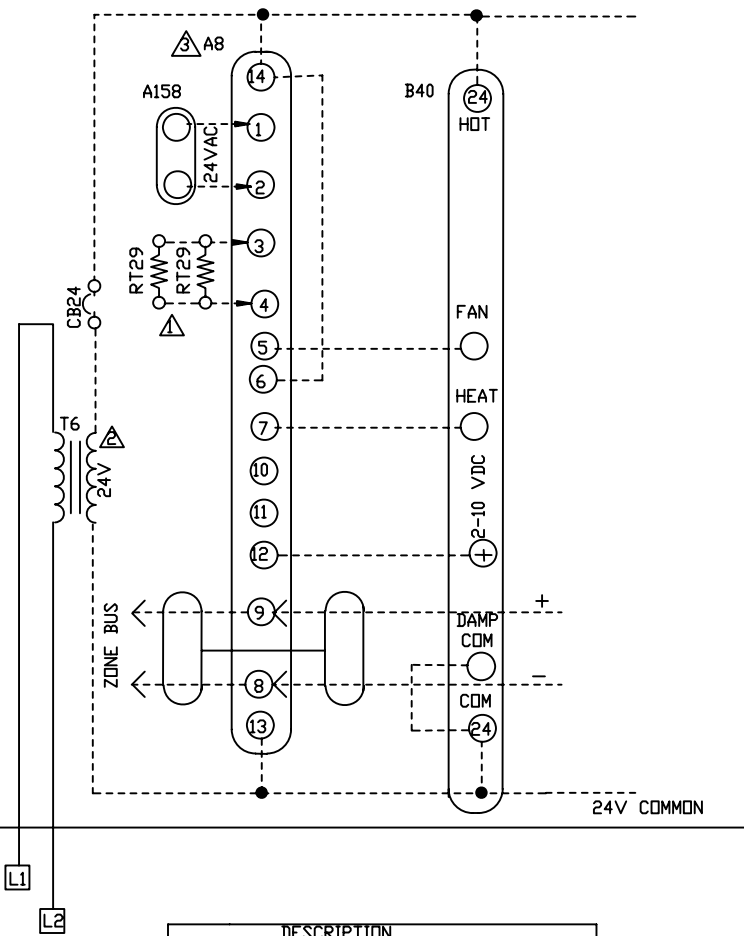 3 A8
14
A158
B40
24
HOT
1
24VAC
2
3
RT29
RT29
4
1
CB24
FAN
5
6
HEAT
7
T6
2
24V
10
2-10 VDC
11
12
+
9
+
ZONE BUS
DAMP
COM
8
−
COM
13
24
24V COMMON
L1
L2
DESCRIPTION